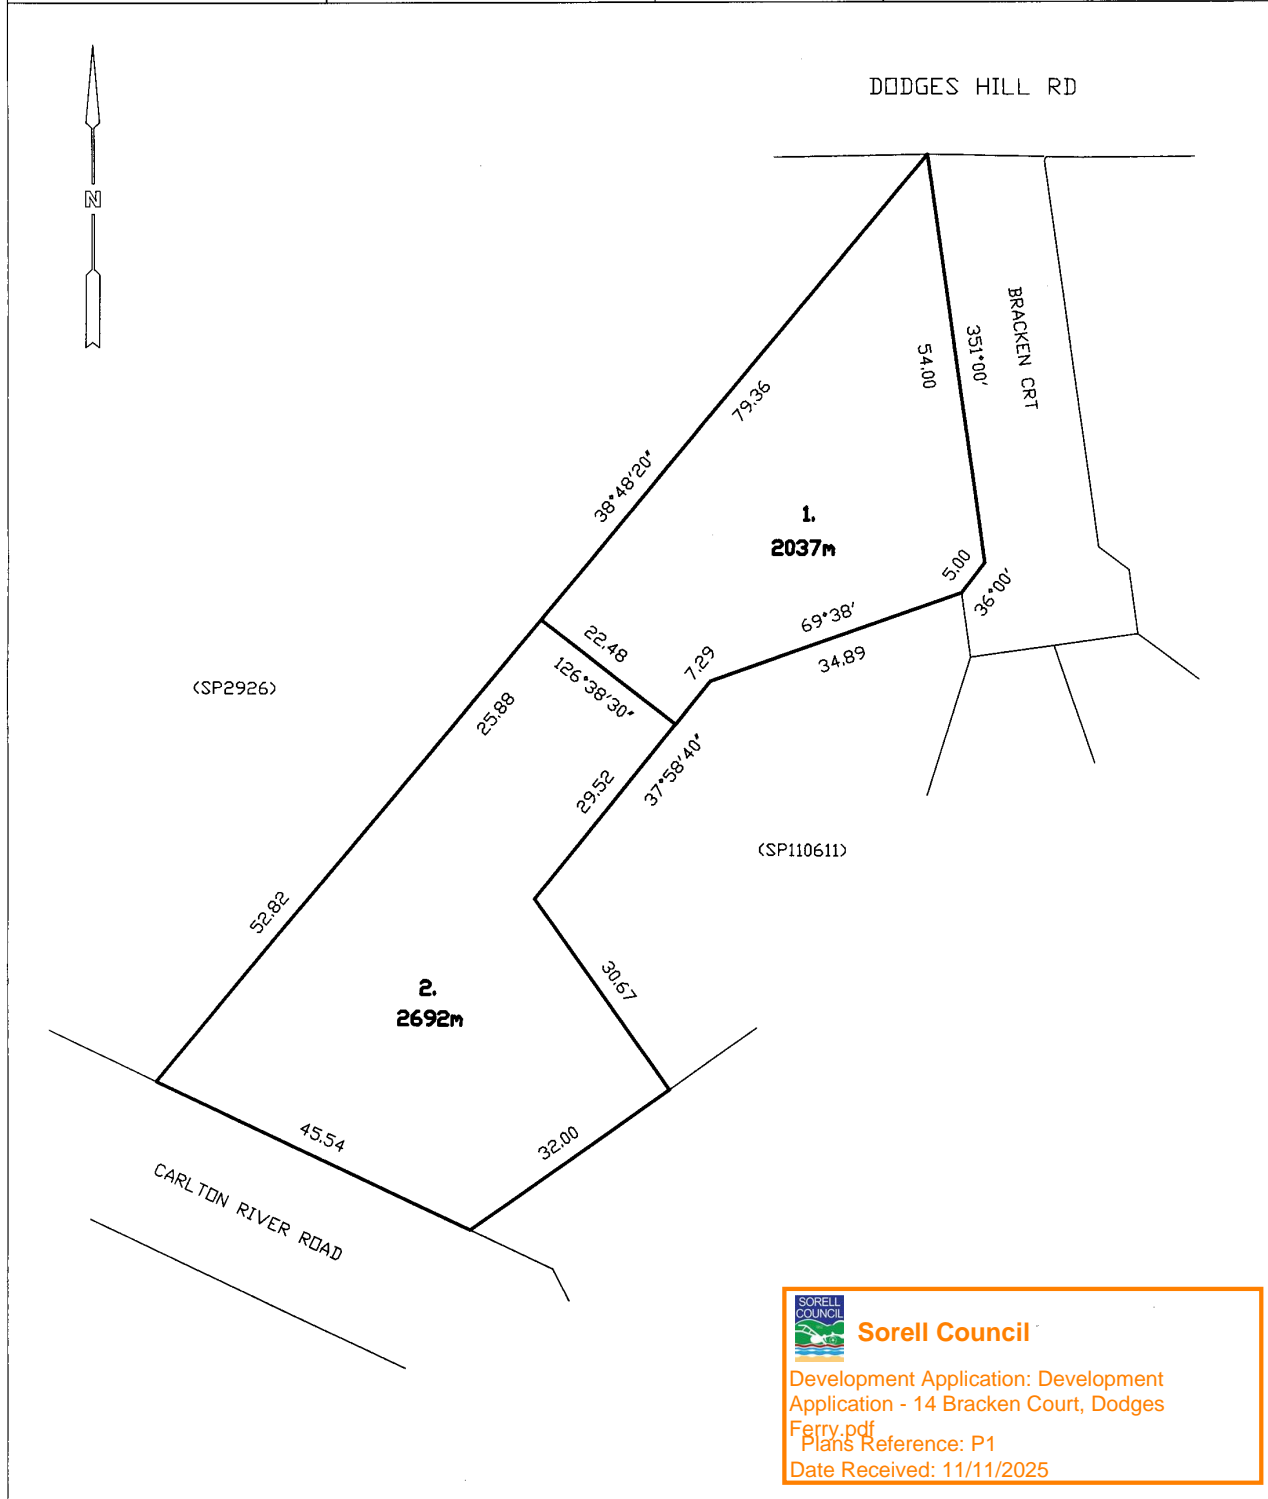 DODGES HILL RD
N
BRACKEN CRT
351°00'
54.00
79.36
38°48'20"
1.
2037m
5.00
36°00'
69°38'
34.89
22.48
126°38'30"
7.29
(SP2926)
25.88
37°58'40"
29.52
(SP110611)
52.82
30.67
2.
2692m
45.54
32.00
CARLTON RIVER ROAD
SORELL
COUNCIL
Sorell Council
Development Application: Development
Application - 14 Bracken Court, Dodges
Ferry.pdf
Plans Reference: P1
Date Received: 11/11/2025